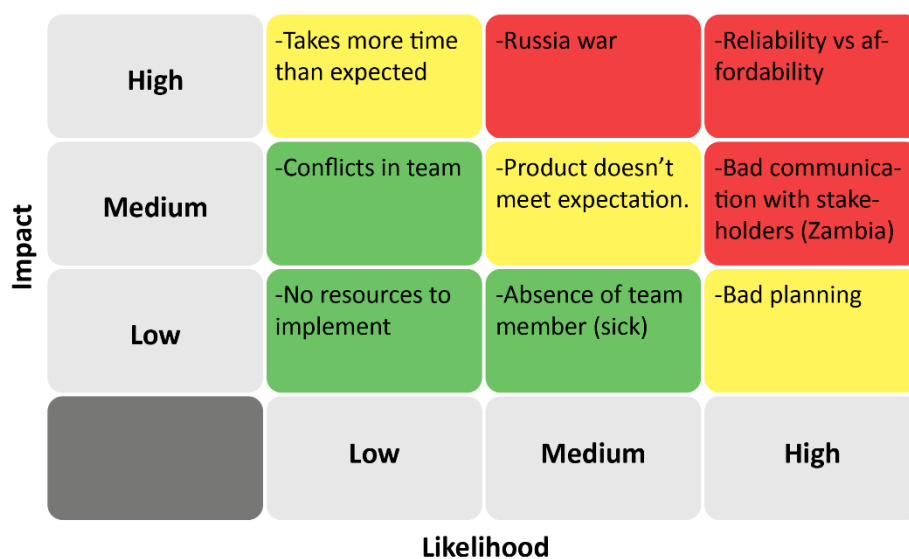 High
-Takes more time
than expected
-Russia war
-Reliability vs af-
fordability
Medium
-Conflicts in team
-Product doesn’t
meet expectation.
-Bad communica-
tion with stake-
holders (Zambia)
Low
-No resources to
implement
-Absence of team
member (sick)
-Bad planning
Impact
Low
Medium
High
Likelihood